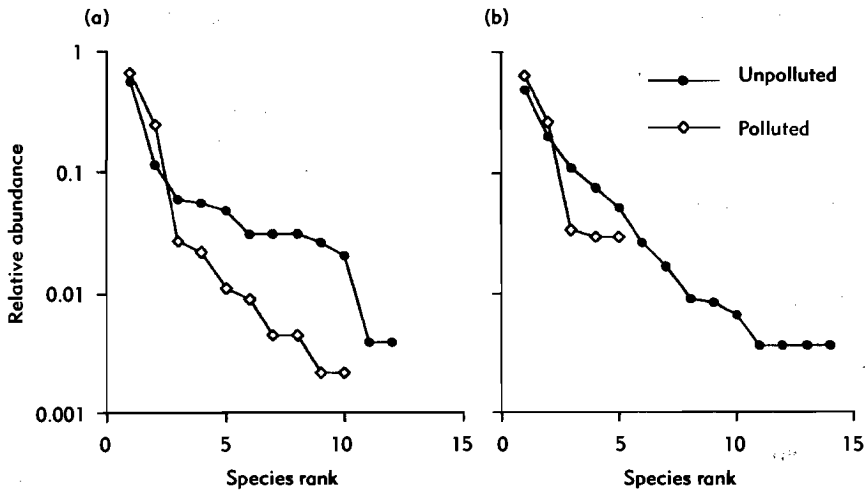 (a)
(b)
1
0.1
0.01
0.001
Relative abundance
0
5
10
15
Species rank
0
5
10
15
Species rank
Unpolluted
Polluted